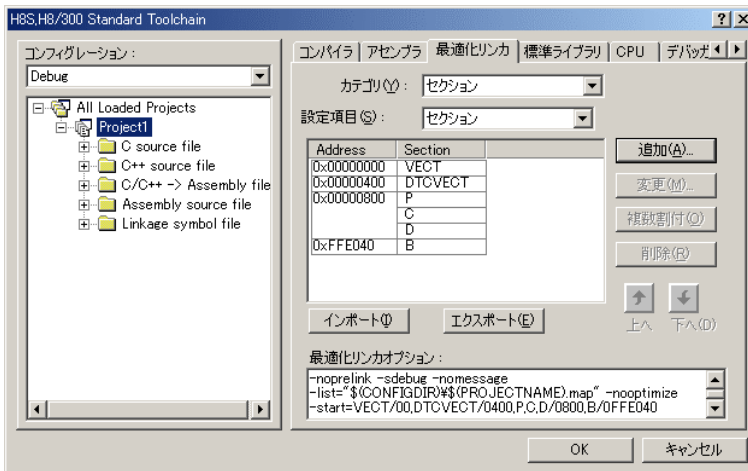 H8S,H8/300 Standard Toolchain
コンフィグレーション :
Debug
All Loaded Projects
Project1
C source file
C++ source file
C/C++ -> Assembly file
Assembly source file
Linkage symbol file
コンパイラ アセンブラ 最適化リンカ 標準ライブラリ CPU デバッガ
カテゴリ(Y) : セクション
設定項目(S) : セクション
Address Section
0x00000000 VECT
0x00000400 DTCVECT
0x00000800 P
C
D
0xFFE040 B
追加(A)...
変更(M)...
複数割付(O)
削除(R)
上へ 下へ(D)
インポート(I) エクスポート(E)
最適化リンカオプション :
-noprelink -sdebug -nomessage
-list="$(CONFIGDIR)¥$(PROJECTNAME).map" -nooptimize
-start=VECT/00,DTCVECT/0400,P,C,D/0800,B/0FFE040
OK キャンセル